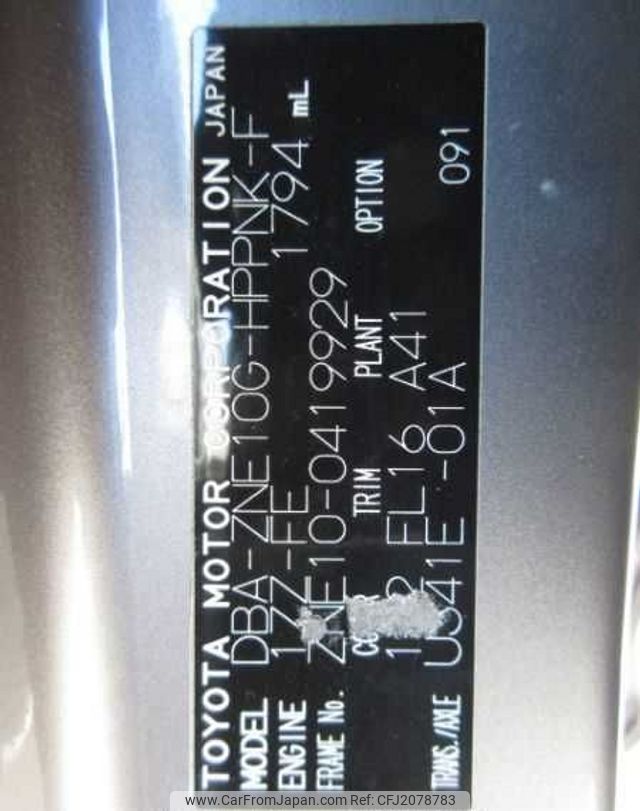 TOYOTA MOTOR CORPORATION JAPAN
MODEL DBA-ZNE10G-HPPNK-F
ENGINE 1ZZ-FE 1794 mL
FRAME No. ZNE10-0419929
TRIM PLANT OPTION
FL16 A41
TRANS./AXLE U341E -01A 091
www.CarFromJapan.com Ref: CFJ2078783